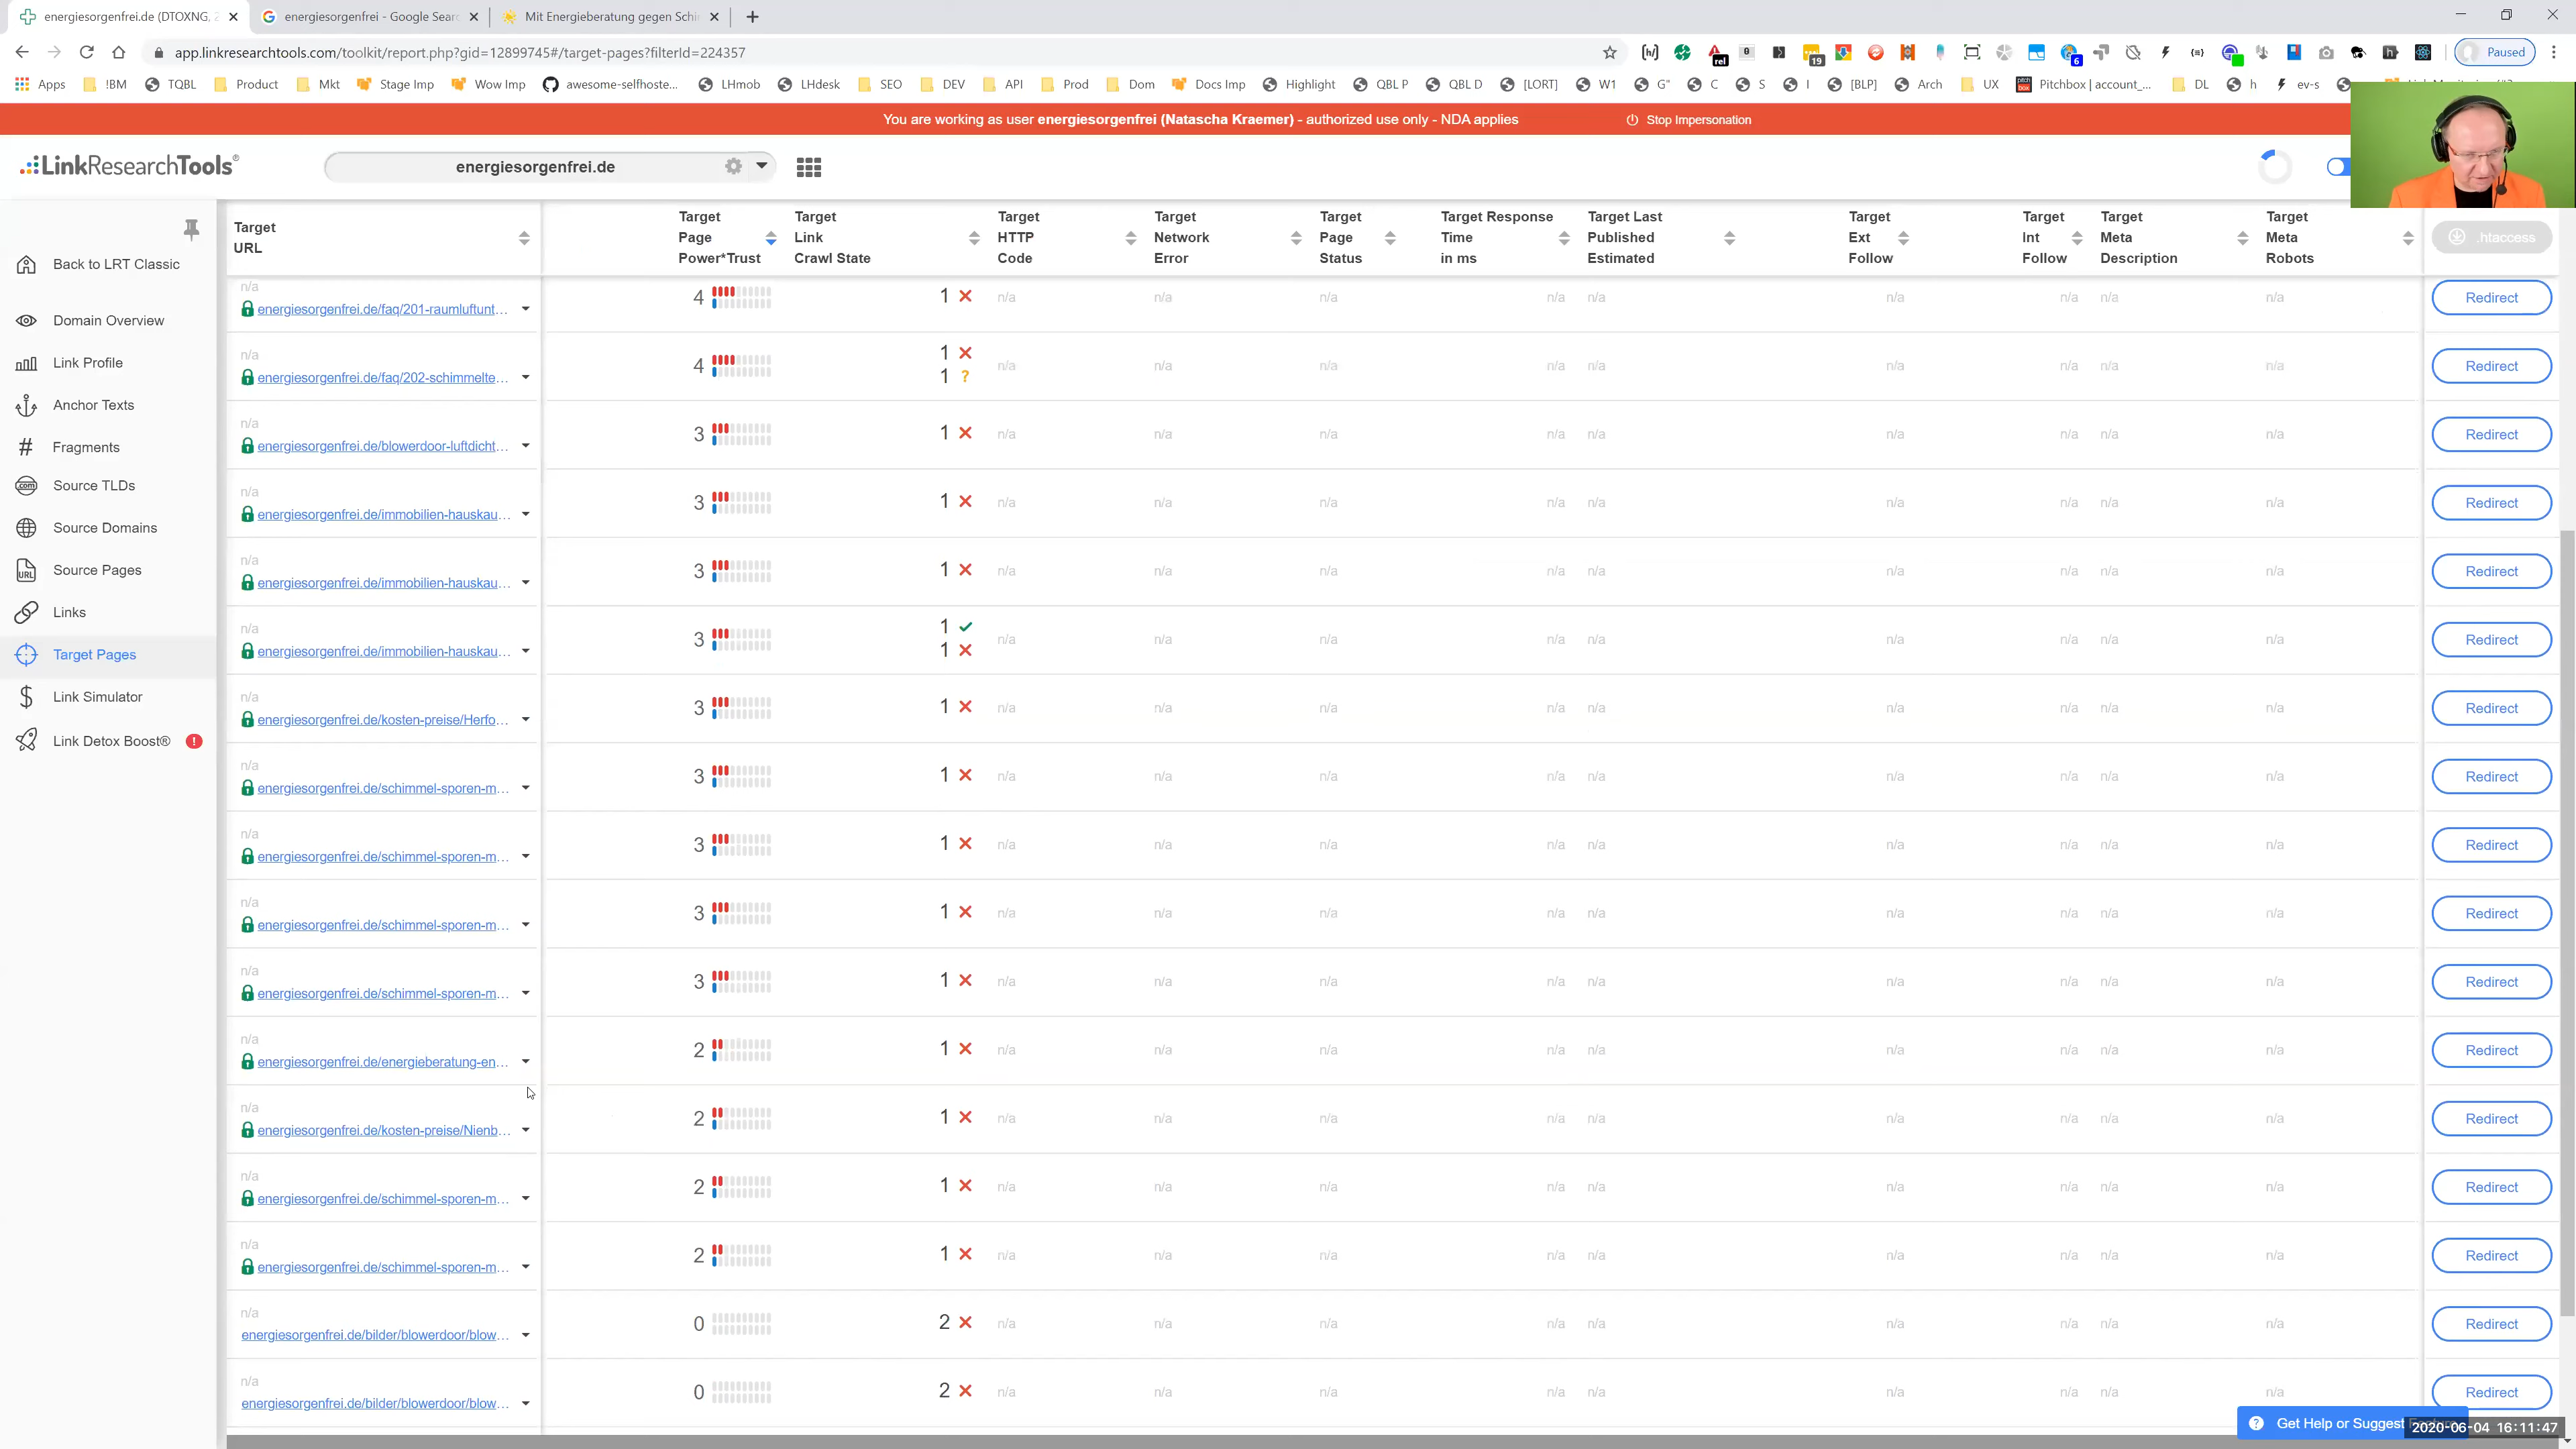 energiesorgenfrei.de (DTOXNG, 2
energiesorgenfrei - Google Searc
Mit Energieberatung gegen Schi
app.linkresearchtools.com/toolkit/report.php?gid=12899745#/target-pages?filterId=224357
Paused
Apps !BM TQBL Product Mkt Stage Imp Wow Imp awesome-selfhoste... LHmob LHdesk SEO DEV API Prod Dom Docs Imp Highlight QBL P QBL D [LORT] W1 G" C S I [BLP] Arch UX Pitchbox | account_... DL h ev-s
You are working as user energiesorgenfrei (Natascha Kraemer) - authorized use only - NDA applies Stop Impersonation
LinkResearchTools®
energiesorgenfrei.de
Back to LRT Classic
Domain Overview
Link Profile
Anchor Texts
Fragments
Source TLDs
Source Domains
Source Pages
Links
Target Pages
Link Simulator
Link Detox Boost® !
Target URL
Target Page Power*Trust
Target Link Crawl State
Target HTTP Code
Target Network Error
Target Page Status
Target Response Time in ms
Target Last Published Estimated
Target Ext Follow
Target Int Follow
Target Meta Description
Target Meta Robots
.htaccess
n/a
energiesorgenfrei.de/faq/201-raumluftunt... 4 1 n/a n/a n/a n/a n/a n/a n/a n/a n/a Redirect
n/a
energiesorgenfrei.de/faq/202-schimmelte... 4 1 1 ? n/a n/a n/a n/a n/a n/a n/a n/a n/a Redirect
n/a
energiesorgenfrei.de/blowerdoor-luftdicht... 3 1 n/a n/a n/a n/a n/a n/a n/a n/a n/a Redirect
n/a
energiesorgenfrei.de/immobilien-hauskau... 3 1 n/a n/a n/a n/a n/a n/a n/a n/a n/a Redirect
n/a
energiesorgenfrei.de/immobilien-hauskau... 3 1 n/a n/a n/a n/a n/a n/a n/a n/a n/a Redirect
n/a
energiesorgenfrei.de/immobilien-hauskau... 3 1 1 n/a n/a n/a n/a n/a n/a n/a n/a n/a Redirect
n/a
energiesorgenfrei.de/kosten-preise/Herfo... 3 1 n/a n/a n/a n/a n/a n/a n/a n/a n/a Redirect
n/a
energiesorgenfrei.de/schimmel-sporen-m... 3 1 n/a n/a n/a n/a n/a n/a n/a n/a n/a Redirect
n/a
energiesorgenfrei.de/schimmel-sporen-m... 3 1 n/a n/a n/a n/a n/a n/a n/a n/a n/a Redirect
n/a
energiesorgenfrei.de/schimmel-sporen-m... 3 1 n/a n/a n/a n/a n/a n/a n/a n/a n/a Redirect
n/a
energiesorgenfrei.de/schimmel-sporen-m... 3 1 n/a n/a n/a n/a n/a n/a n/a n/a n/a Redirect
n/a
energiesorgenfrei.de/energieberatung-en... 2 1 n/a n/a n/a n/a n/a n/a n/a n/a n/a Redirect
n/a
energiesorgenfrei.de/kosten-preise/Nienb... 2 1 n/a n/a n/a n/a n/a n/a n/a n/a n/a Redirect
n/a
energiesorgenfrei.de/schimmel-sporen-m... 2 1 n/a n/a n/a n/a n/a n/a n/a n/a n/a Redirect
n/a
energiesorgenfrei.de/schimmel-sporen-m... 2 1 n/a n/a n/a n/a n/a n/a n/a n/a n/a Redirect
n/a
energiesorgenfrei.de/bilder/blowerdoor/blow... 0 2 n/a n/a n/a n/a n/a n/a n/a n/a n/a Redirect
n/a
energiesorgenfrei.de/bilder/blowerdoor/blow... 0 2 n/a n/a n/a n/a n/a n/a n/a n/a n/a Redirect
Get Help or Suggest
2020-06-04 16:11:47